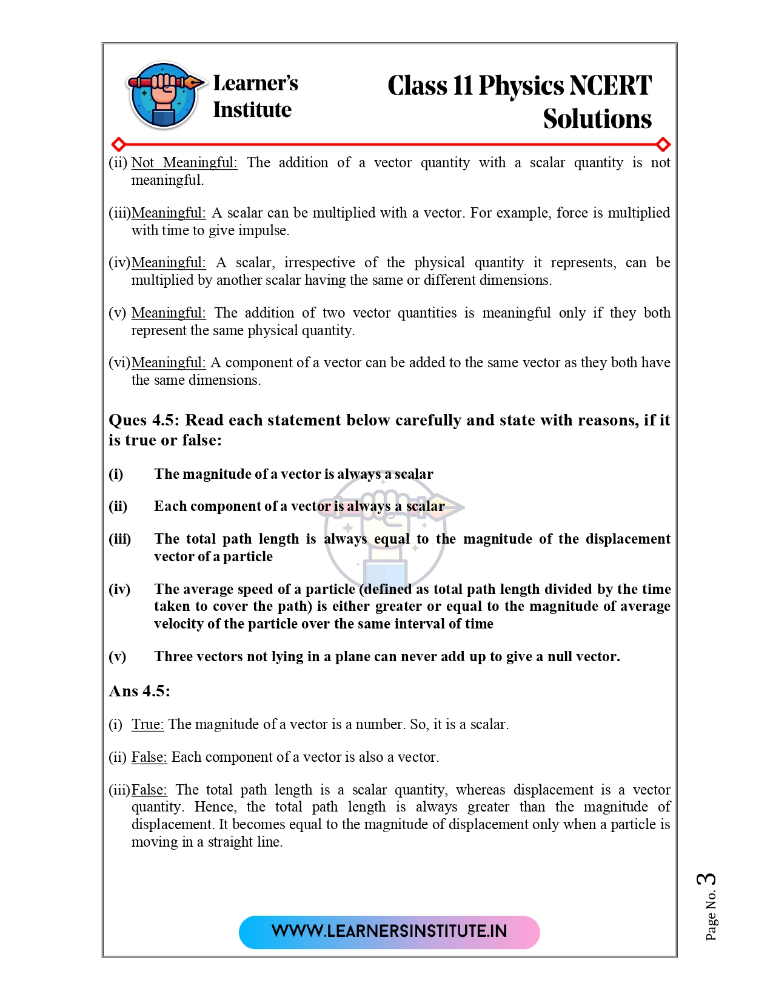 Learner's
Institute
Class 11 Physics NCERT
Solutions
(ii) Not Meaningful: The addition of a vector quantity with a scalar quantity is not
meaningful.
(iii)Meaningful: A scalar can be multiplied with a vector. For example, force is multiplied
with time to give impulse.
(iv)Meaningful: A scalar, irrespective of the physical quantity it represents, can be
multiplied by another scalar having the same or different dimensions.
(v) Meaningful: The addition of two vector quantities is meaningful only if they both
represent the same physical quantity.
(vi)Meaningful: A component of a vector can be added to the same vector as they both have
the same dimensions.
Ques 4.5: Read each statement below carefully and state with reasons, if it
is true or false:
(i) The magnitude of a vector is always a scalar
(ii) Each component of a vector is always a scalar
(iii) The total path length is always equal to the magnitude of the displacement
vector of a particle
(iv) The average speed of a particle (defined as total path length divided by the time
taken to cover the path) is either greater or equal to the magnitude of average
velocity of the particle over the same interval of time
(v) Three vectors not lying in a plane can never add up to give a null vector.
Ans 4.5:
(i) True: The magnitude of a vector is a number. So, it is a scalar.
(ii) False: Each component of a vector is also a vector.
(iii)False: The total path length is a scalar quantity, whereas displacement is a vector
quantity. Hence, the total path length is always greater than the magnitude of
displacement. It becomes equal to the magnitude of displacement only when a particle is
moving in a straight line.
Page No. 3
WWW.LEARNERSINSTITUTE.IN